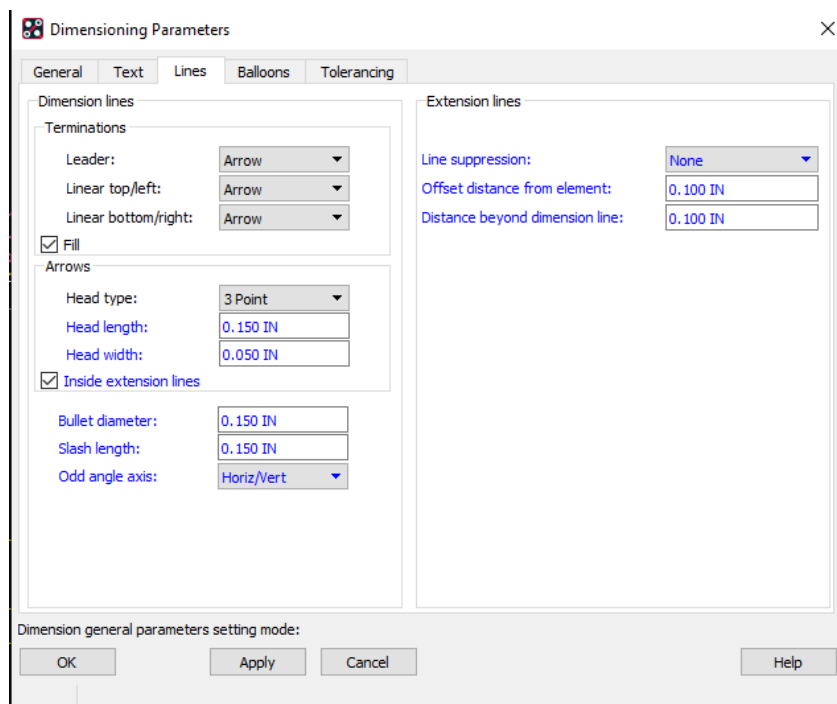 Dimensioning Parameters
General Text Lines Balloons Tolerancing
Dimension lines
Terminations
Leader: Arrow
Linear top/left: Arrow
Linear bottom/right: Arrow
Fill
Arrows
Head type: 3 Point
Head length: 0.150 IN
Head width: 0.050 IN
Inside extension lines
Bullet diameter: 0.150 IN
Slash length: 0.150 IN
Odd angle axis: Horiz/Vert
Extension lines
Line suppression: None
Offset distance from element: 0.100 IN
Distance beyond dimension line: 0.100 IN
Dimension general parameters setting mode:
OK Apply Cancel Help